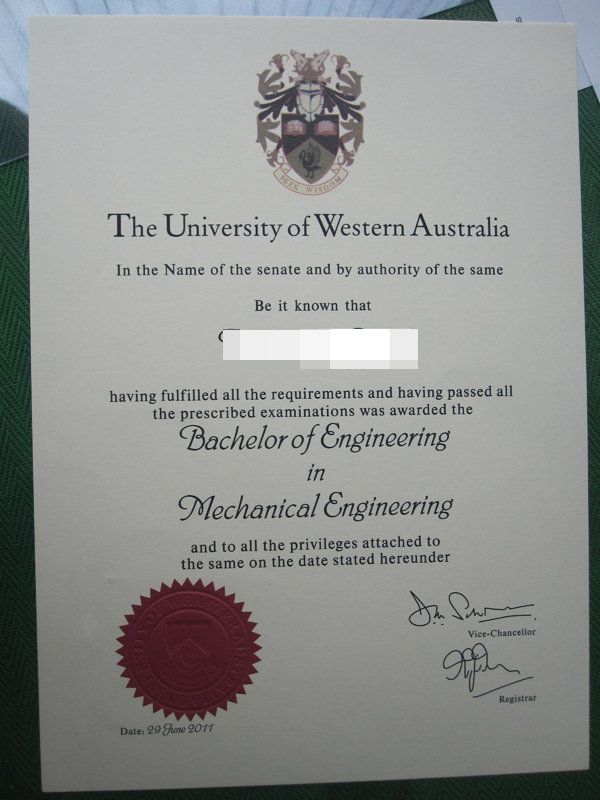 SEEK WISDOM
The University of Western Australia
In the Name of the senate and by authority of the same
Be it known that
having fulfilled all the requirements and having passed all
the prescribed examinations was awarded the
Bachelor of Engineering
in
Mechanical Engineering
and to all the privileges attached to
the same on the date stated hereunder
Vice-Chancellor
Registrar
Date: 29 June 2011